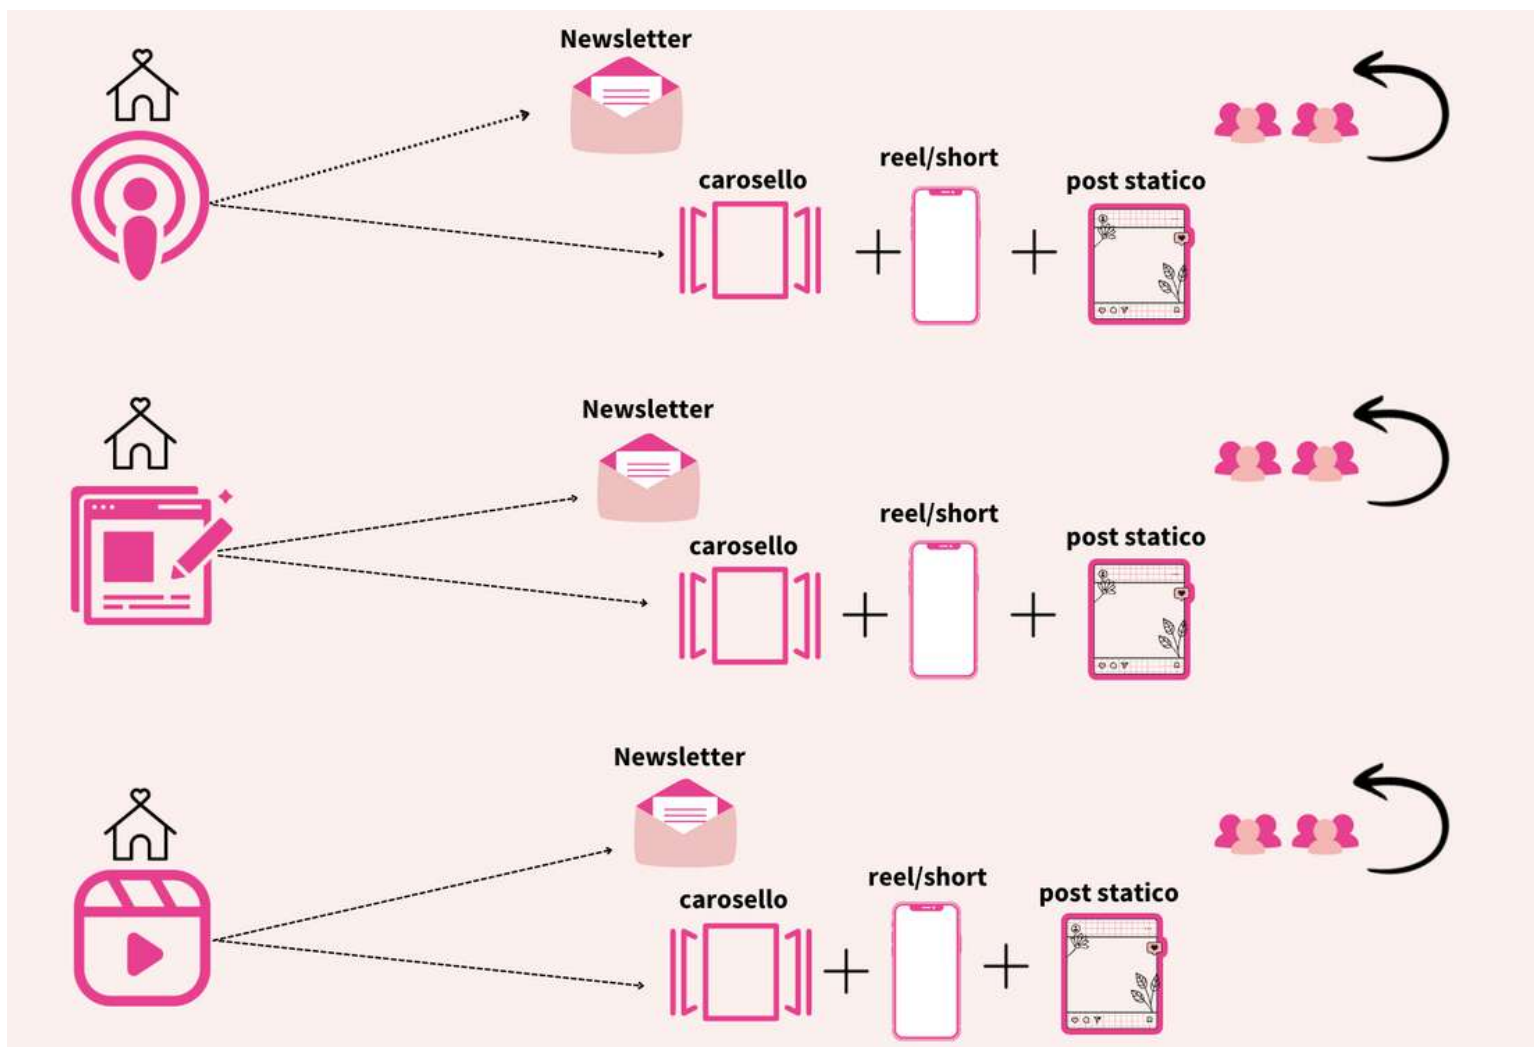 Newsletter
carosello
reel/short
post statico
Newsletter
carosello
reel/short
post statico
Newsletter
carosello
reel/short
post statico